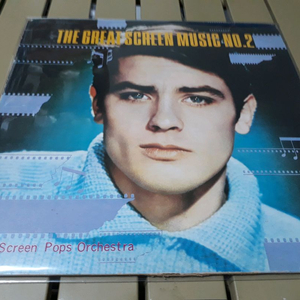 THE GREAT SCREEN MUSIC NO.2
Screen Pops Orchestra